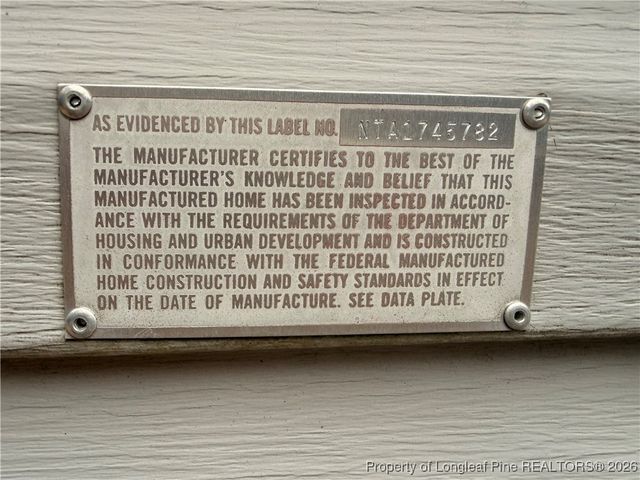 AS EVIDENCED BY THIS LABEL NO. NTA1745782
THE MANUFACTURER CERTIFIES TO THE BEST OF THE
MANUFACTURER'S KNOWLEDGE AND BELIEF THAT THIS
MANUFACTURED HOME HAS BEEN INSPECTED IN ACCORD-
ANCE WITH THE REQUIREMENTS OF THE DEPARTMENT OF
HOUSING AND URBAN DEVELOPMENT AND IS CONSTRUCTED
IN CONFORMANCE WITH THE FEDERAL MANUFACTURED
HOME CONSTRUCTION AND SAFETY STANDARDS IN EFFECT
ON THE DATE OF MANUFACTURE. SEE DATA PLATE.
Property of Longleaf Pine REALTORS® 2026